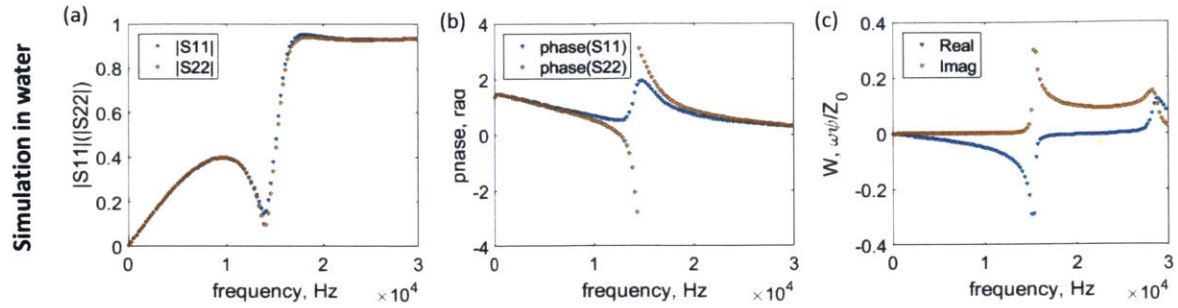 Simulation in water
(a)
|S11|
|S22|
|S11|(|S22|)
1
0.8
0.6
0.4
0.2
0
0 1 2 3
frequency, Hz ×10^4
(b)
phase(S11)
phase(S22)
pnase, rad
4
2
0
-2
-4
0 1 2 3
frequency, Hz ×10^4
(c)
Real
Imag
W, ωψ/Z_0
0.4
0.2
0
-0.2
-0.4
0 1 2 3
frequency, Hz ×10^4